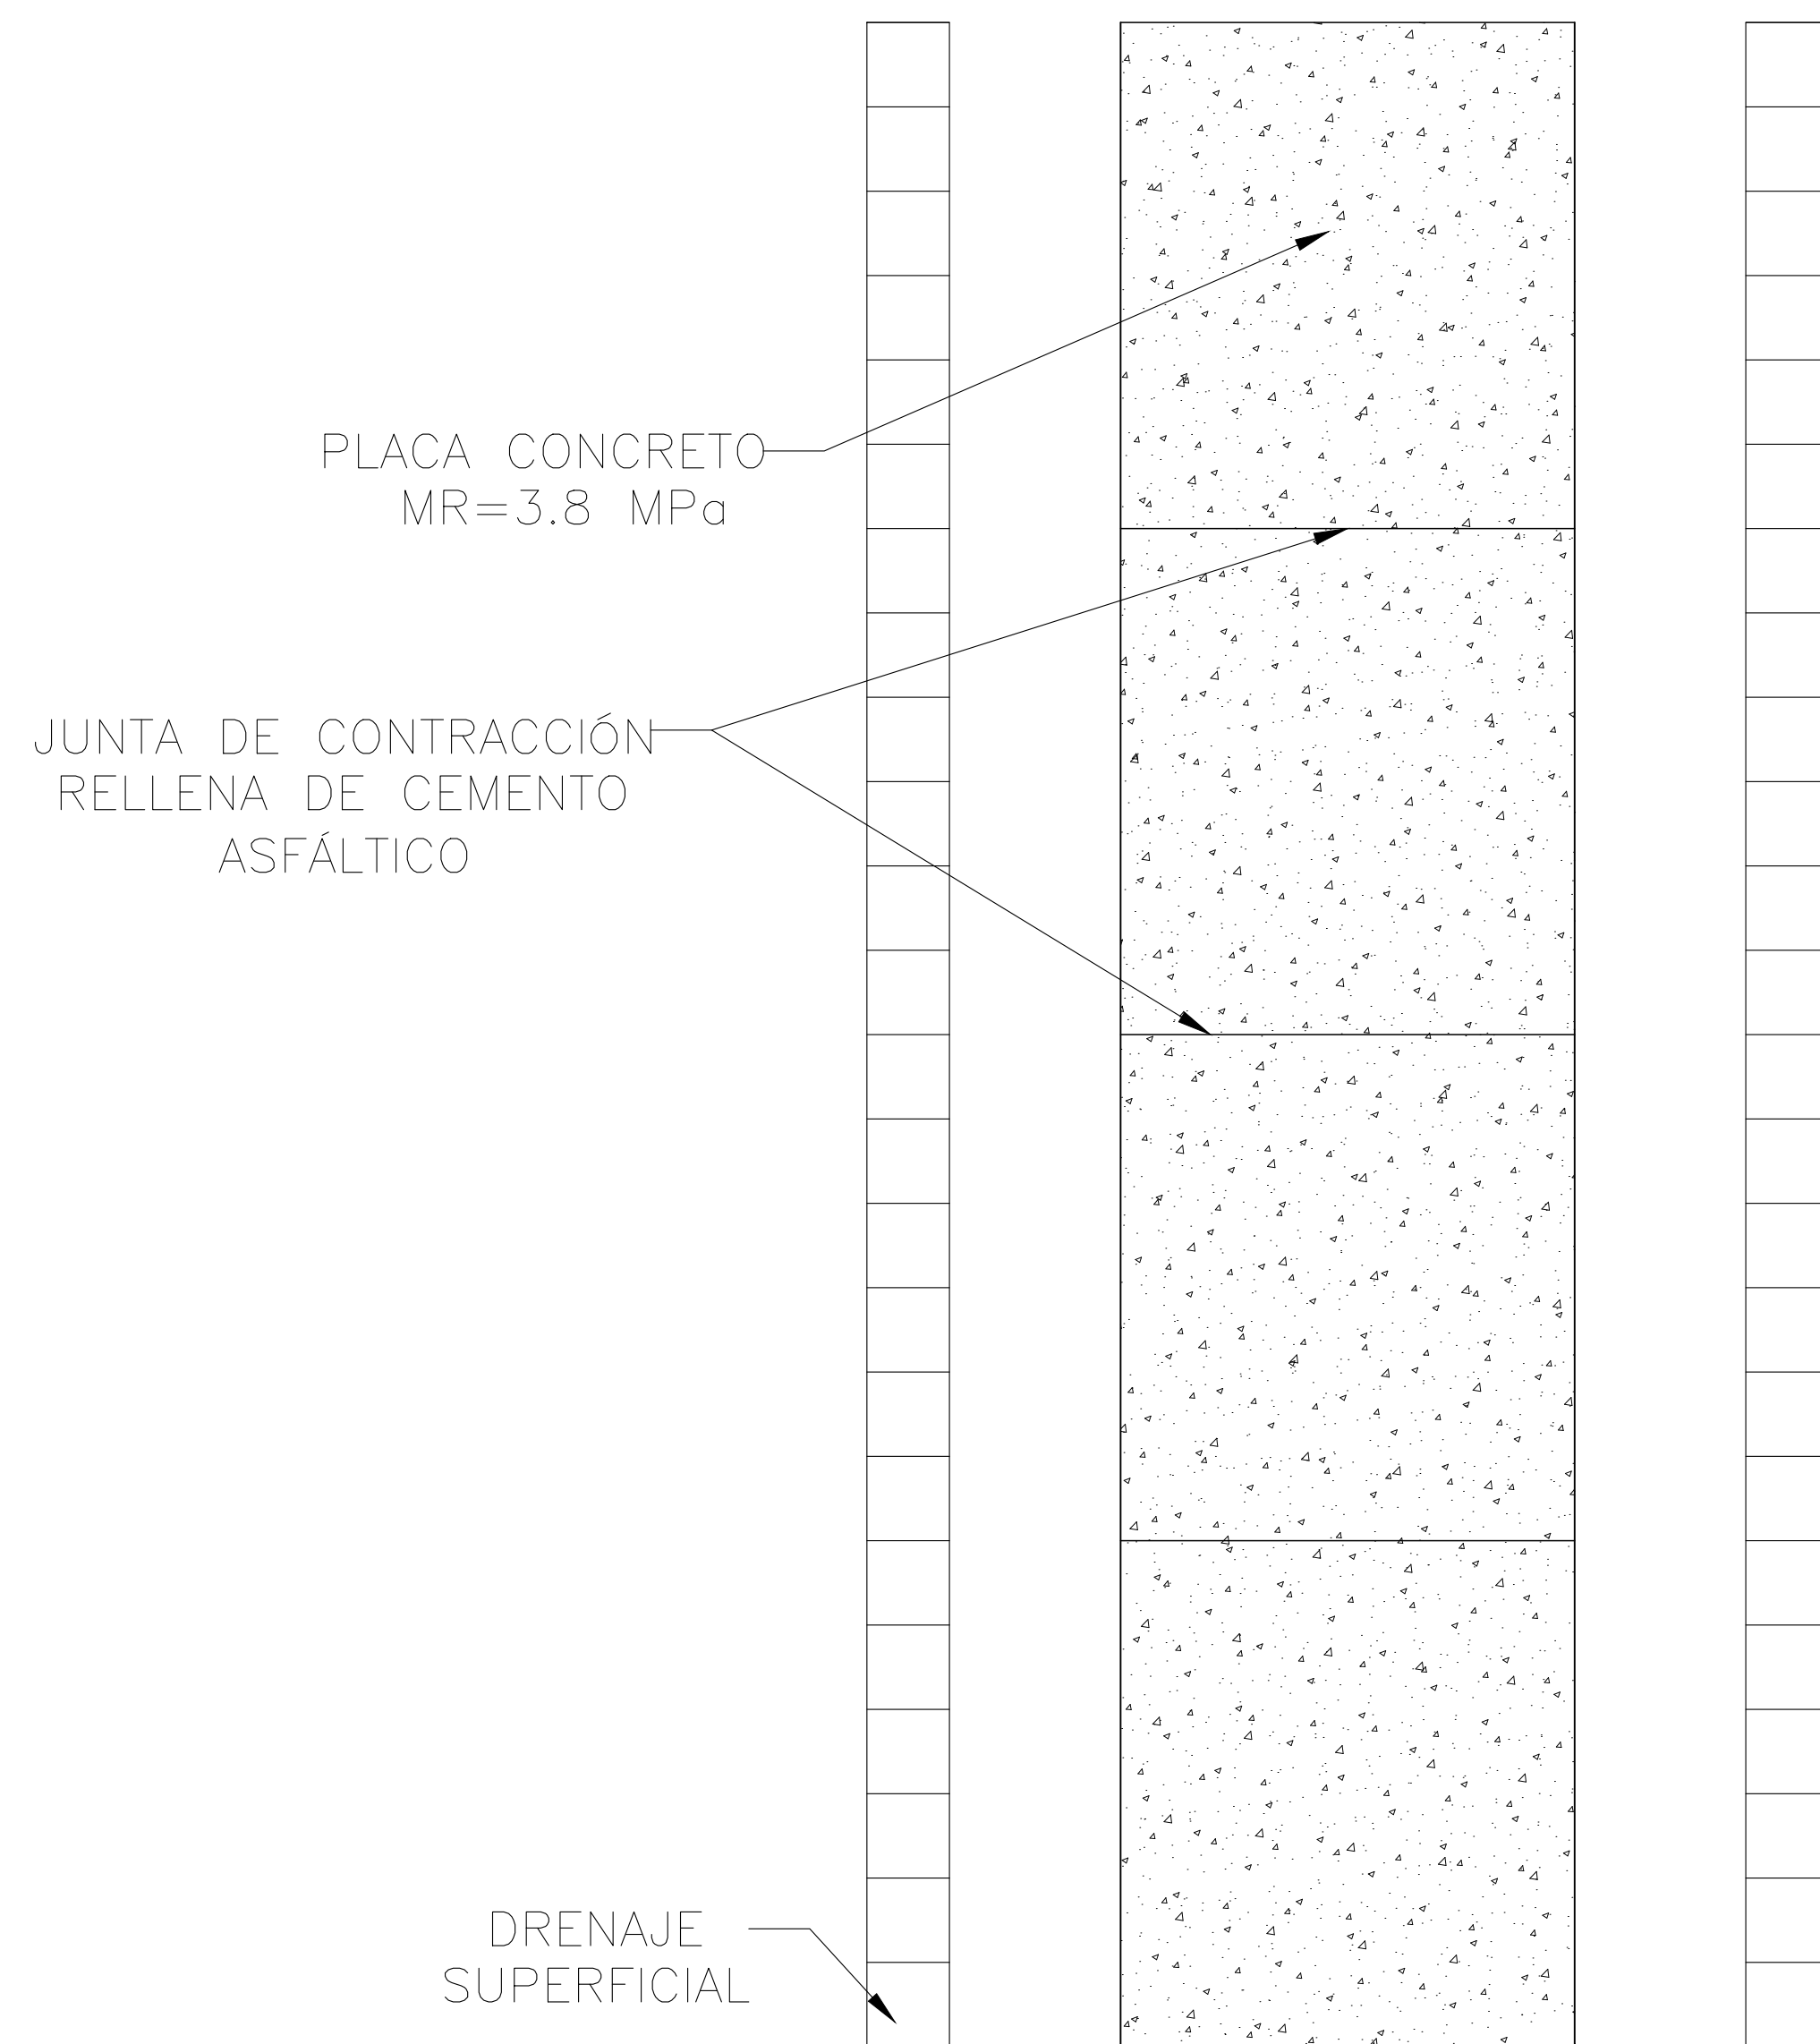 PLACA CONCRETO
MR=3.8 MPa
JUNTA DE CONTRACCIÓN
RELLENA DE CEMENTO
ASFÁLTICO
DRENAJE
SUPERFICIAL